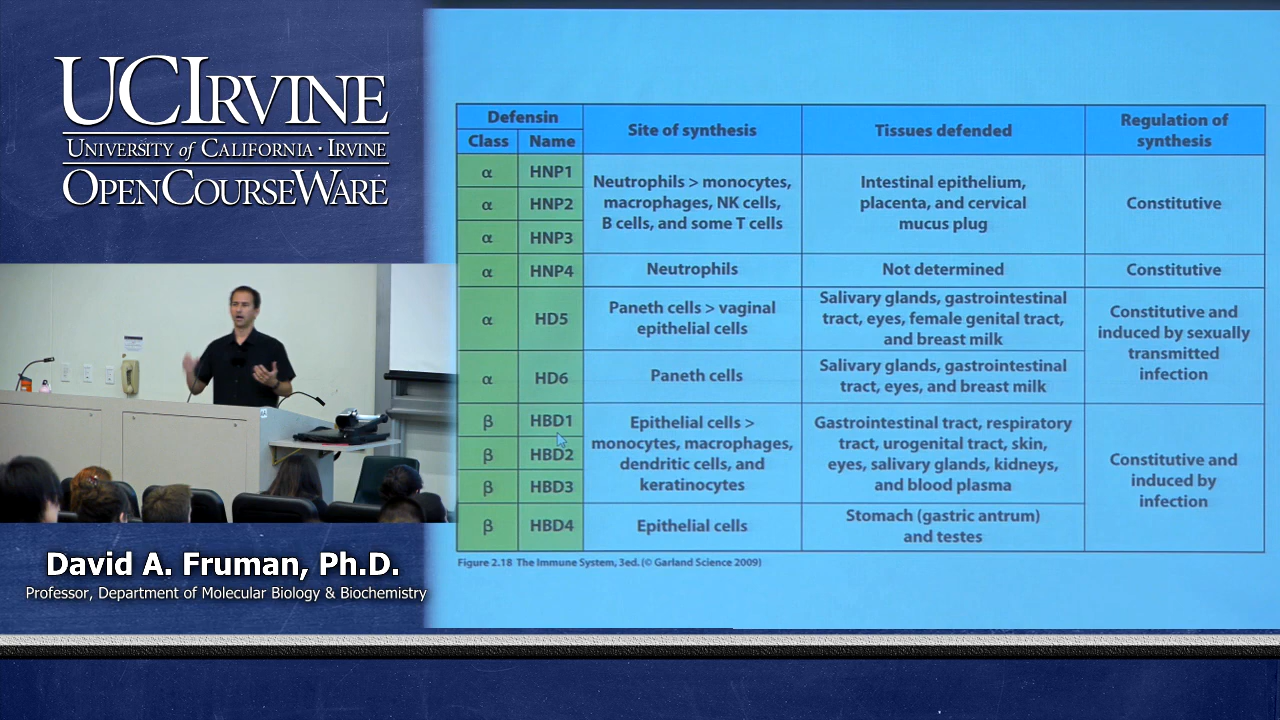 UCIRVINE
UNIVERSITY of CALIFORNIA · IRVINE
OPENCOURSEWARE
David A. Fruman, Ph.D.
Professor, Department of Molecular Biology & Biochemistry
Defensin
Class
Name
Site of synthesis
Tissues defended
Regulation of
synthesis
α
HNP1
α
HNP2
α
HNP3
Neutrophils > monocytes,
macrophages, NK cells,
B cells, and some T cells
Intestinal epithelium,
placenta, and cervical
mucus plug
Constitutive
α
HNP4
Neutrophils
Not determined
Constitutive
α
HD5
Paneth cells > vaginal
epithelial cells
Salivary glands, gastrointestinal
tract, eyes, female genital tract,
and breast milk
Constitutive and
induced by sexually
transmitted
infection
α
HD6
Paneth cells
Salivary glands, gastrointestinal
tract, eyes, and breast milk
β
HBD1
β
HBD2
β
HBD3
Epithelial cells >
monocytes, macrophages,
dendritic cells, and
keratinocytes
Gastrointestinal tract, respiratory
tract, urogenital tract, skin,
eyes, salivary glands, kidneys,
and blood plasma
Constitutive and
induced by
infection
β
HBD4
Epithelial cells
Stomach (gastric antrum)
and testes
Figure 2.18 The Immune System, 3ed. (© Garland Science 2009)